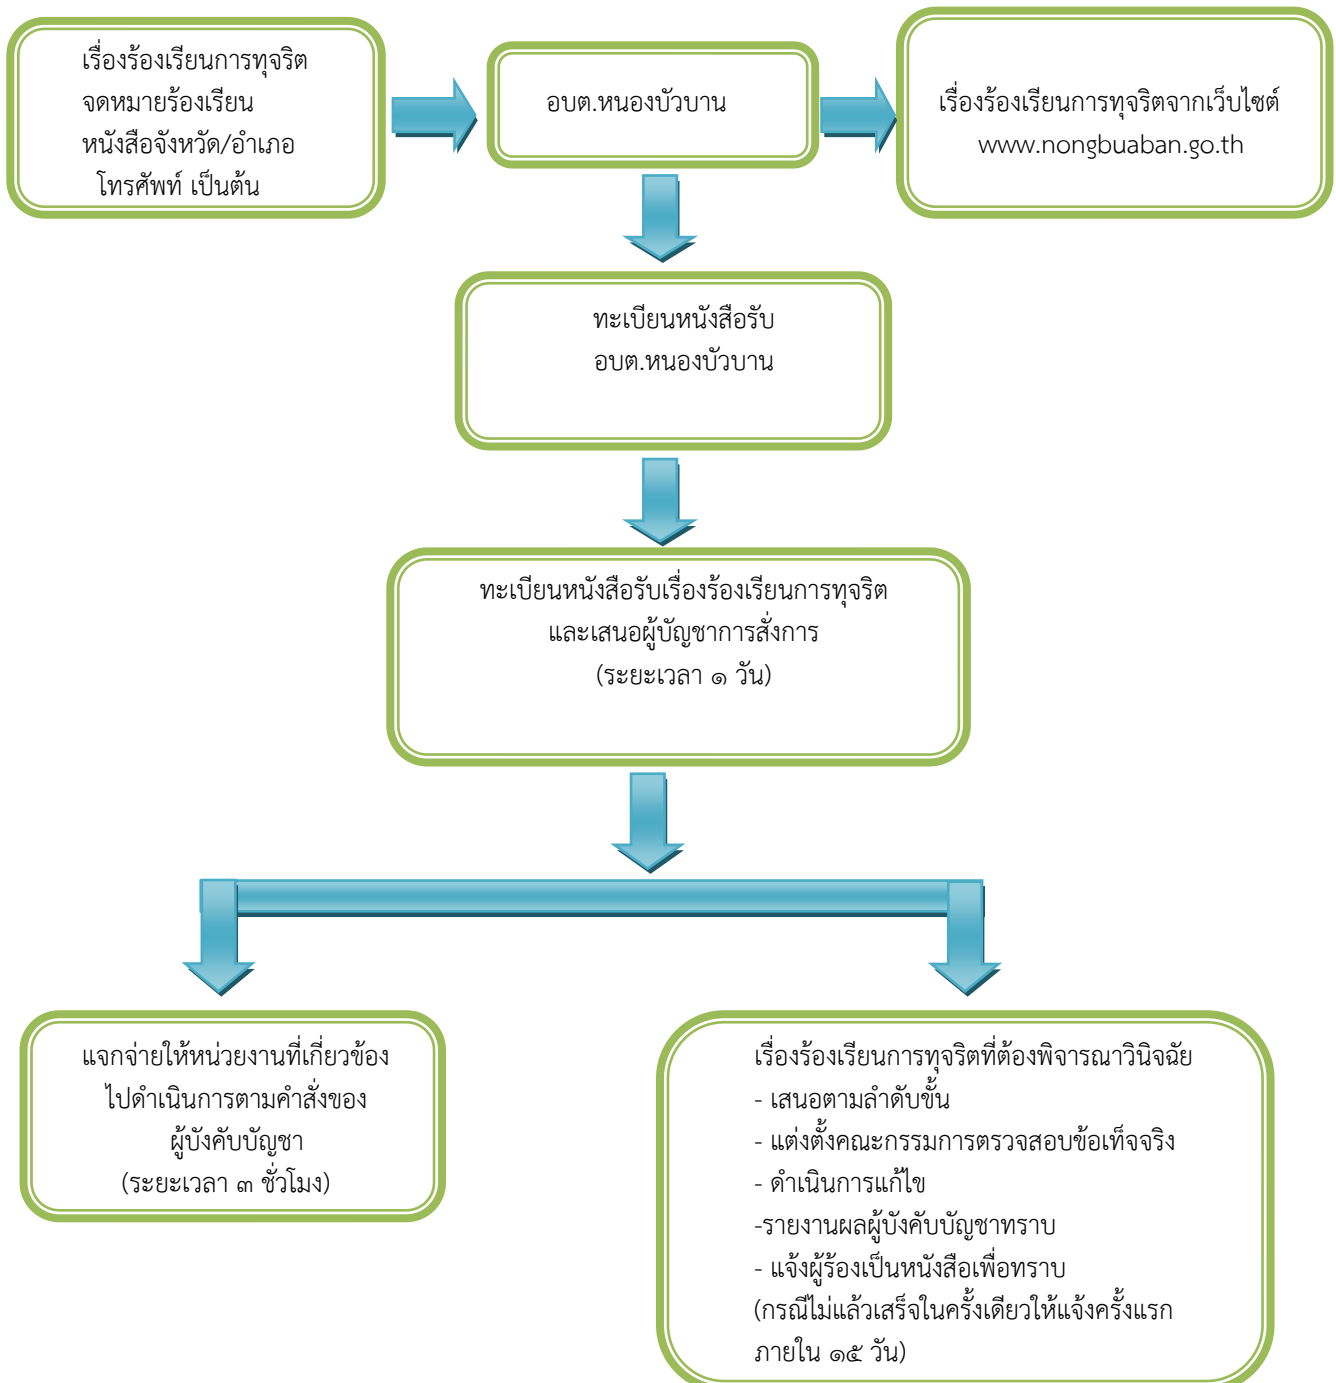 เรื่องร้องเรียนการทุจริต
จดหมายร้องเรียน
หนังสือจังหวัด/อำเภอ
โทรศัพท์ เป็นต้น
อบต.หนองบัวบาน
เรื่องร้องเรียนการทุจริตจากเว็บไซต์
www.nongbuaban.go.th
ทะเบียนหนังสือรับ
อบต.หนองบัวบาน
ทะเบียนหนังสือรับเรื่องร้องเรียนการทุจริต
และเสนอผู้บัญชาการสั่งการ
(ระยะเวลา ๑ วัน)
แจกจ่ายให้หน่วยงานที่เกี่ยวข้อง
ไปดำเนินการตามคำสั่งของ
ผู้บังคับบัญชา
(ระยะเวลา ๓ ชั่วโมง)
เรื่องร้องเรียนการทุจริตที่ต้องพิจารณาวินิจฉัย
- เสนอตามลำดับขั้น
- แต่งตั้งคณะกรรมการตรวจสอบข้อเท็จจริง
- ดำเนินการแก้ไข
-รายงานผลผู้บังคับบัญชาทราบ
- แจ้งผู้ร้องเป็นหนังสือเพื่อทราบ
(กรณีไม่แล้วเสร็จในครั้งเดียวให้แจ้งครั้งแรก
ภายใน ๑๕ วัน)